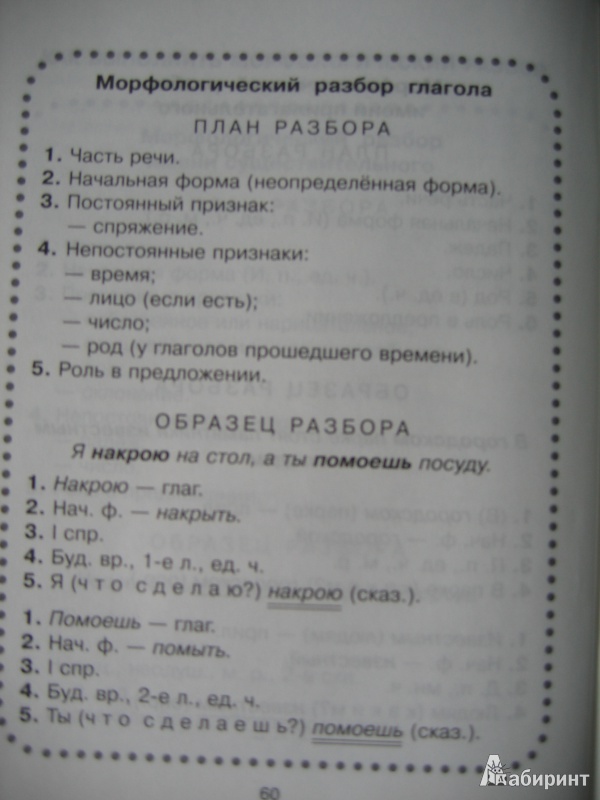 Морфологический разбор глагола
ПЛАН РАЗБОРА
1. Часть речи.
2. Начальная форма (неопределённая форма).
3. Постоянный признак:
— спряжение.
4. Непостоянные признаки:
— время;
— лицо (если есть);
— число;
— род (у глаголов прошедшего времени).
5. Роль в предложении.
ОБРАЗЕЦ РАЗБОРА
Я накрою на стол, а ты помоешь посуду.
1. Накрою — глаг.
2. Нач. ф. — накрыть.
3. I спр.
4. Буд. вр., 1-е л., ед. ч.
5. Я (что сделаю?) накрою (сказ.).
1. Помоешь — глаг.
2. Нач. ф. — помыть.
3. I спр.
4. Буд. вр., 2-е л., ед. ч.
5. Ты (что сделаешь?) помоешь (сказ.).
60
Лабиринт